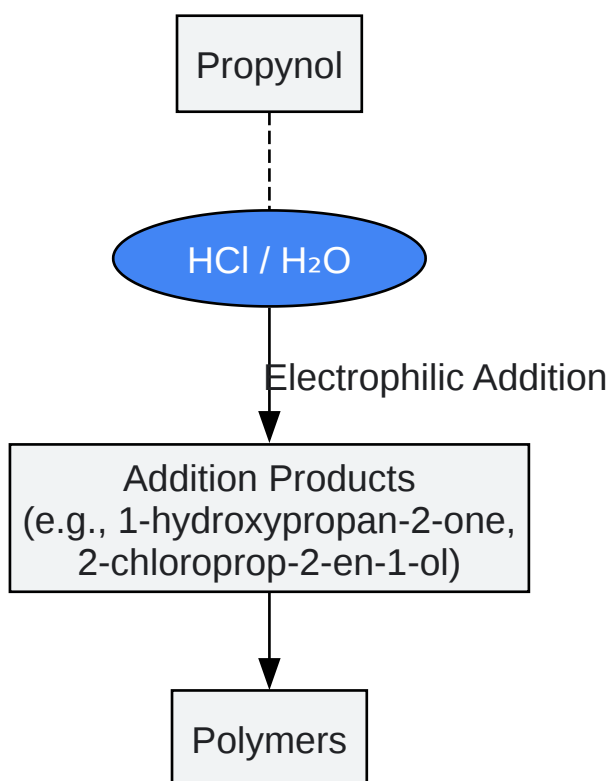 Propynol
HCl / H₂O
Electrophilic Addition
Addition Products
(e.g., 1-hydroxypropan-2-one,
2-chloroprop-2-en-1-ol)
Polymers